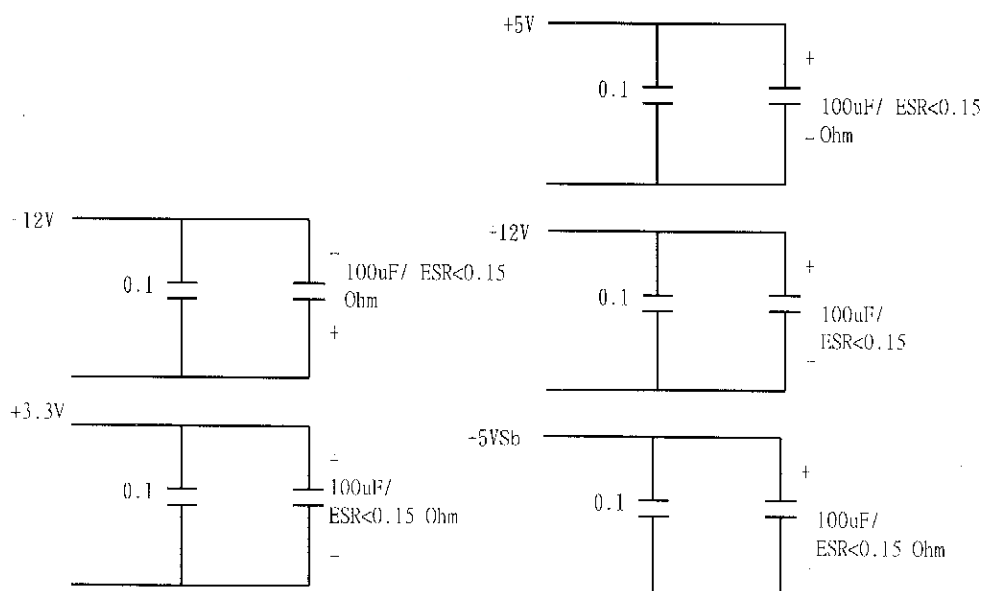 +5V
+
0.1
100uF/ ESR<0.15
- Ohm
-12V
-
0.1
100uF/ ESR<0.15
Ohm
+
+12V
+
0.1
100uF/
ESR<0.15
-
+3.3V
-
0.1
100uF/
ESR<0.15 Ohm
-
-5VSb
+
0.1
100uF/
ESR<0.15 Ohm
-